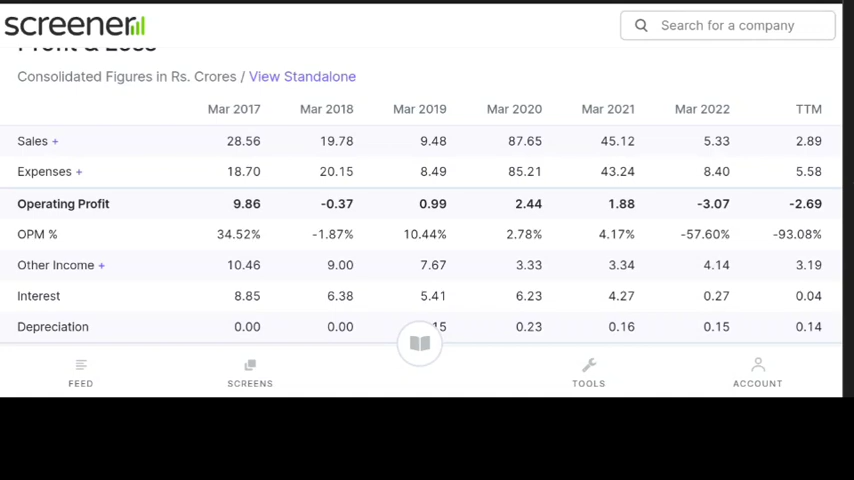 screener
Search for a company
Profit & Loss
Consolidated Figures in Rs. Crores / View Standalone
Mar 2017 Mar 2018 Mar 2019 Mar 2020 Mar 2021 Mar 2022 TTM
Sales + 28.56 19.78 9.48 87.65 45.12 5.33 2.89
Expenses + 18.70 20.15 8.49 85.21 43.24 8.40 5.58
Operating Profit 9.86 -0.37 0.99 2.44 1.88 -3.07 -2.69
OPM % 34.52% -1.87% 10.44% 2.78% 4.17% -57.60% -93.08%
Other Income + 10.46 9.00 7.67 3.33 3.34 4.14 3.19
Interest 8.85 6.38 5.41 6.23 4.27 0.27 0.04
Depreciation 0.00 0.00 0.23 0.16 0.15 0.14
FEED SCREENS TOOLS ACCOUNT